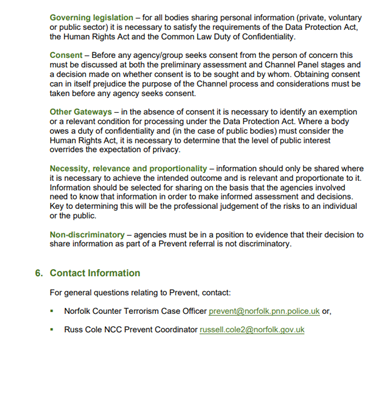 Governing legislation – for all bodies sharing personal information (private, voluntary
or public sector) it is necessary to satisfy the requirements of the Data Protection Act,
the Human Rights Act and the Common Law Duty of Confidentiality.
Consent – Before any agency/group seeks consent from the person of concern this
must be discussed at both the preliminary assessment and Channel Panel stages and
a decision made on whether consent is to be sought and by whom. Obtaining consent
can in itself prejudice the purpose of the Channel process and considerations must be
taken before any agency seeks consent.
Other Gateways – in the absence of consent it is necessary to identify an exemption
or a relevant condition for processing under the Data Protection Act. Where a body
owes a duty of confidentiality and (in the case of public bodies) must consider the
Human Rights Act, it is necessary to determine that the level of public interest
overrides the expectation of privacy.
Necessity, relevance and proportionality – information should only be shared where
it is necessary to achieve the intended outcome and is relevant and proportionate to it.
Information should be selected for sharing on the basis that the agencies involved
need to know that information in order to make informed assessment and decisions.
Key to determining this will be the professional judgement of the risks to an individual
or the public.
Non-discriminatory – agencies must be in a position to evidence that their decision to
share information as part of a Prevent referral is not discriminatory.
6. Contact Information
For general questions relating to Prevent, contact:
• Norfolk Counter Terrorism Case Officer prevent@norfolk.pnn.police.uk or,
• Russ Cole NCC Prevent Coordinator russell.cole2@norfolk.gov.uk